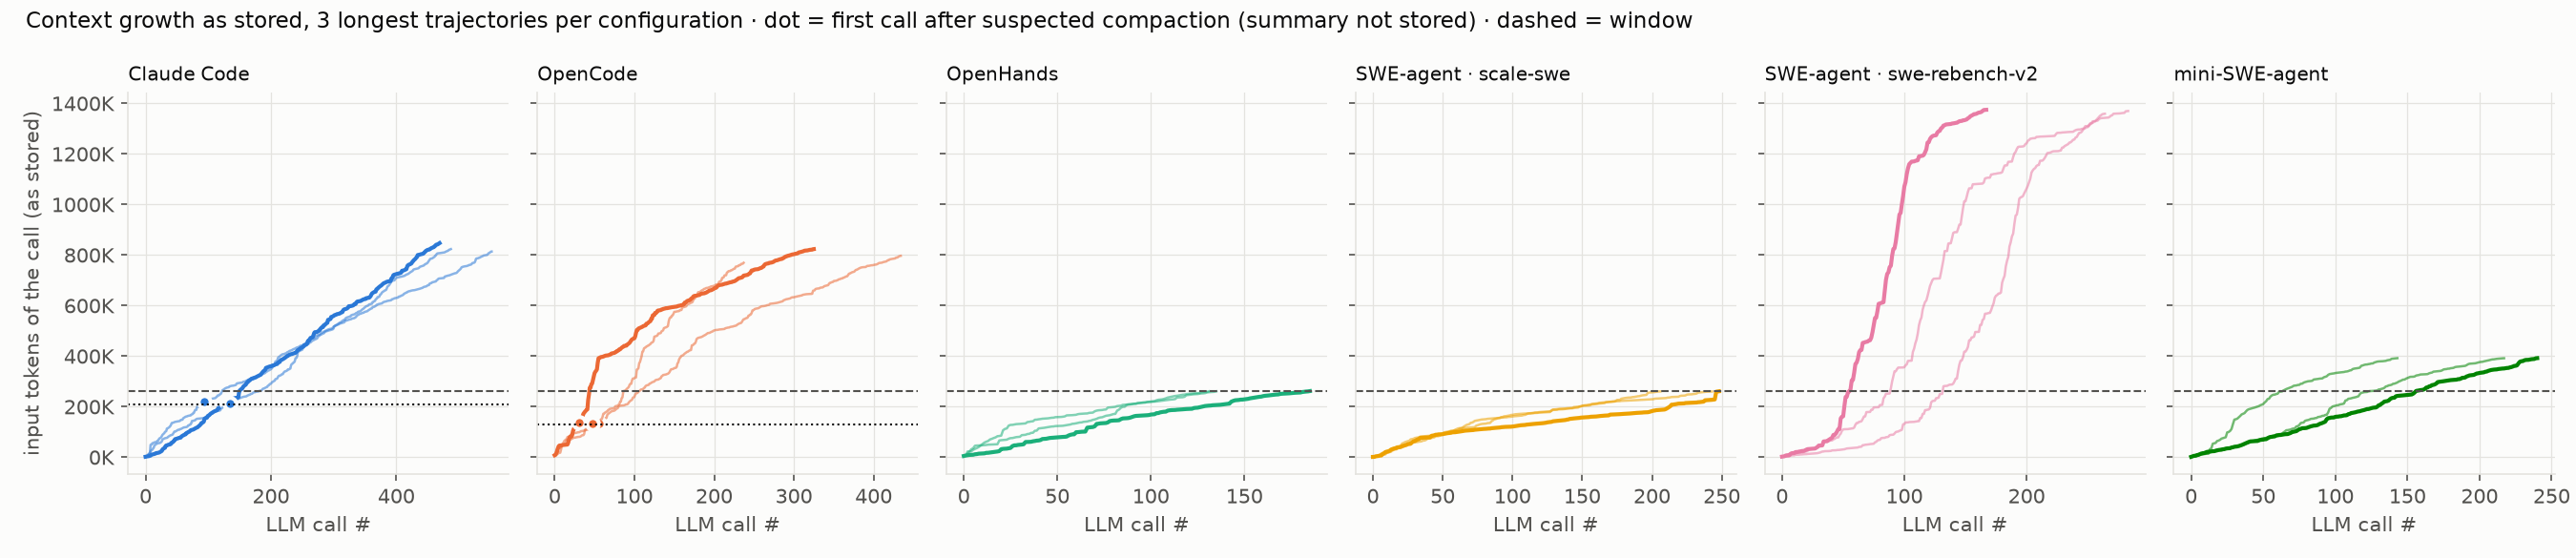 Context growth as stored, 3 longest trajectories per configuration · dot = first call after suspected compaction (summary not stored) · dashed = window
Claude Code
OpenCode
OpenHands
SWE-agent · scale-swe
SWE-agent · swe-rebench-v2
mini-SWE-agent
input tokens of the call (as stored)
1400K
1200K
1000K
800K
600K
400K
200K
0K
0 200 400
0 100 200 300 400
0 50 100 150
0 50 100 150 200 250
0 100 200
0 50 100 150 200 250
LLM call #
LLM call #
LLM call #
LLM call #
LLM call #
LLM call #